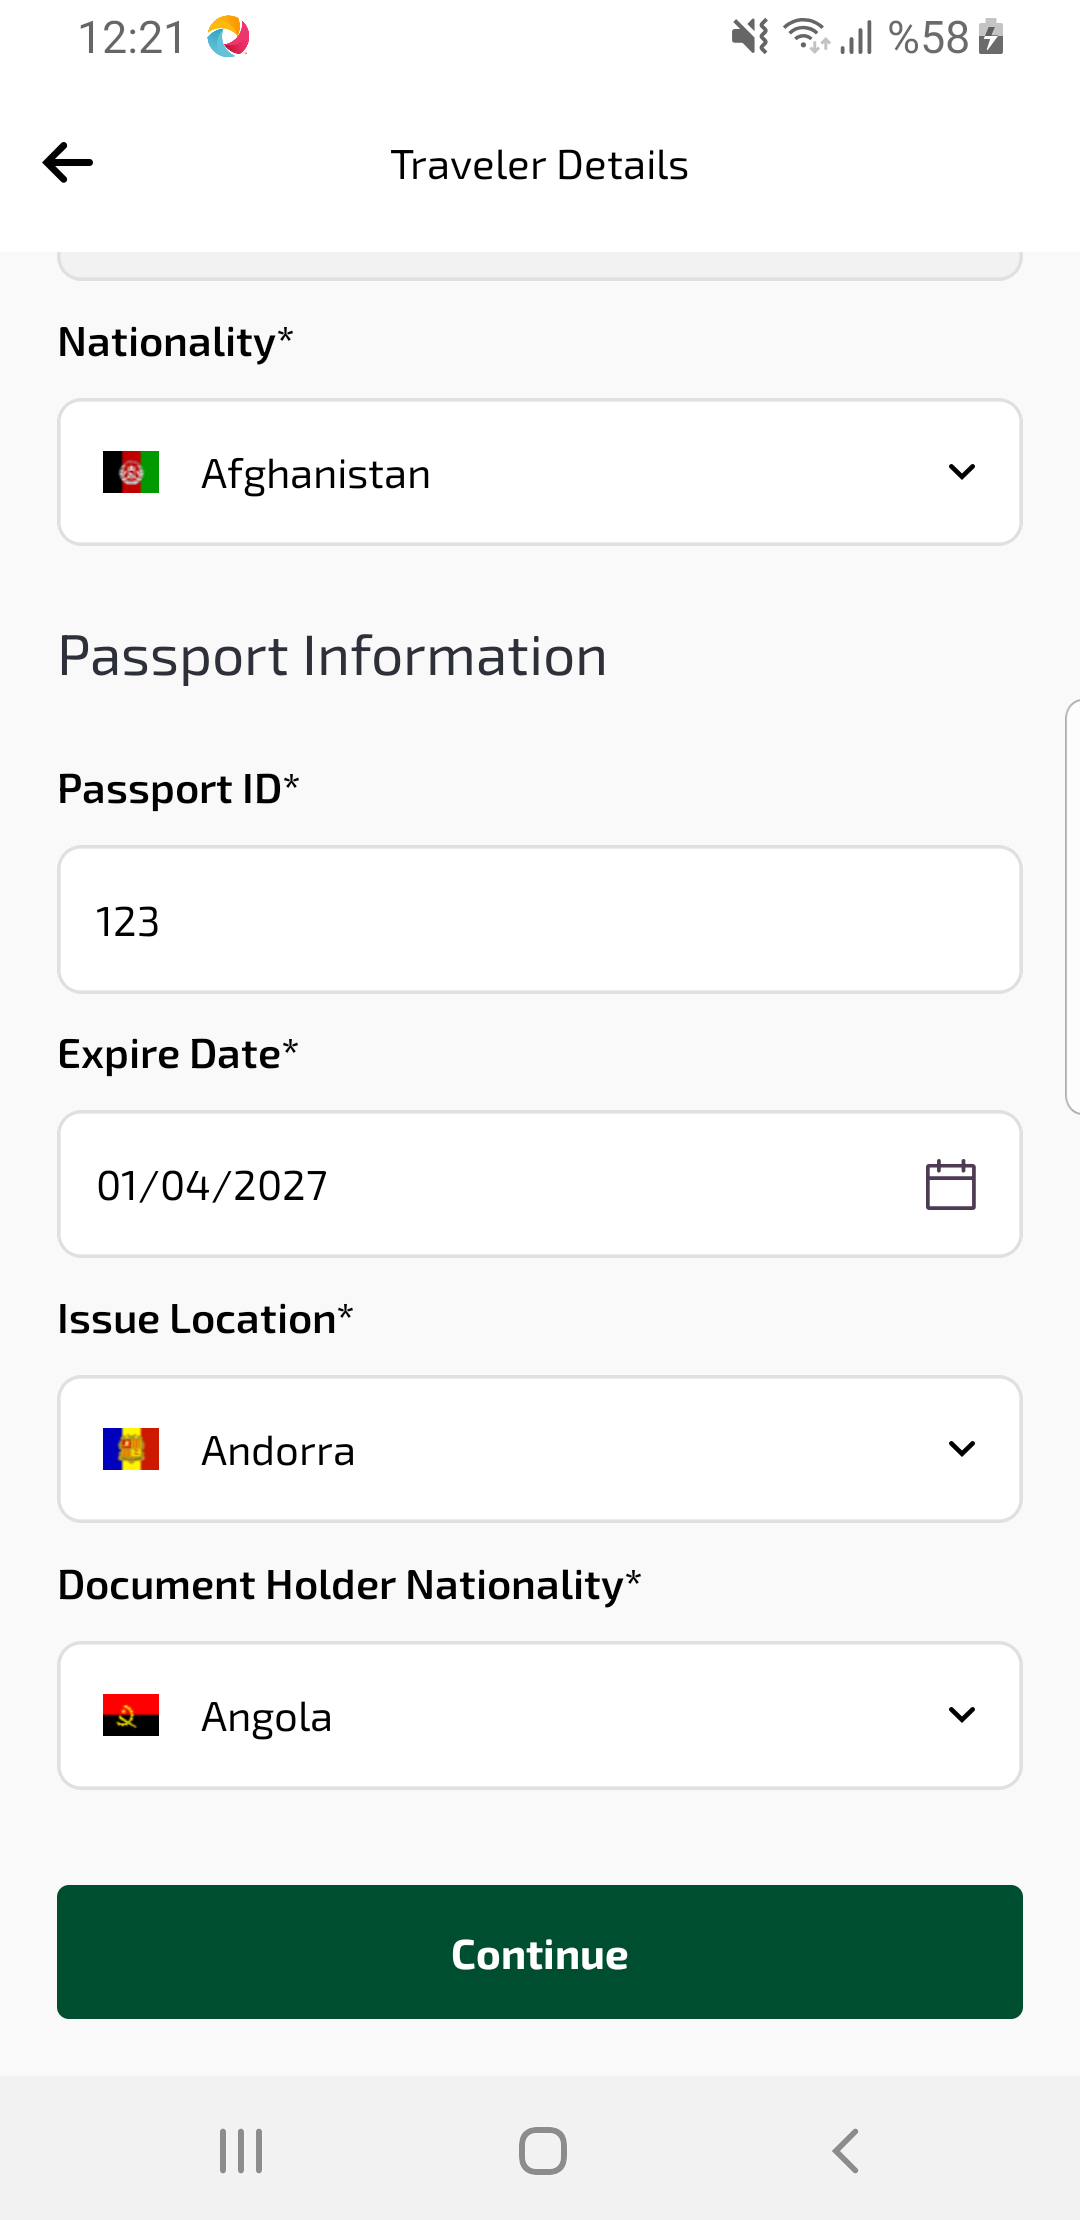 12:21
%58
Traveler Details
Nationality*
Afghanistan
Passport Information
Passport ID*
123
Expire Date*
01/04/2027
Issue Location*
Andorra
Document Holder Nationality*
Angola
Continue